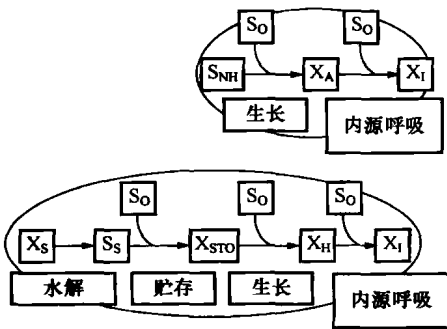 S_O S_O
S_NH X_A X_I
生长 内源呼吸
S_O S_O S_O
X_S S_S X_STO X_H X_I
水解 贮存 生长 内源呼吸